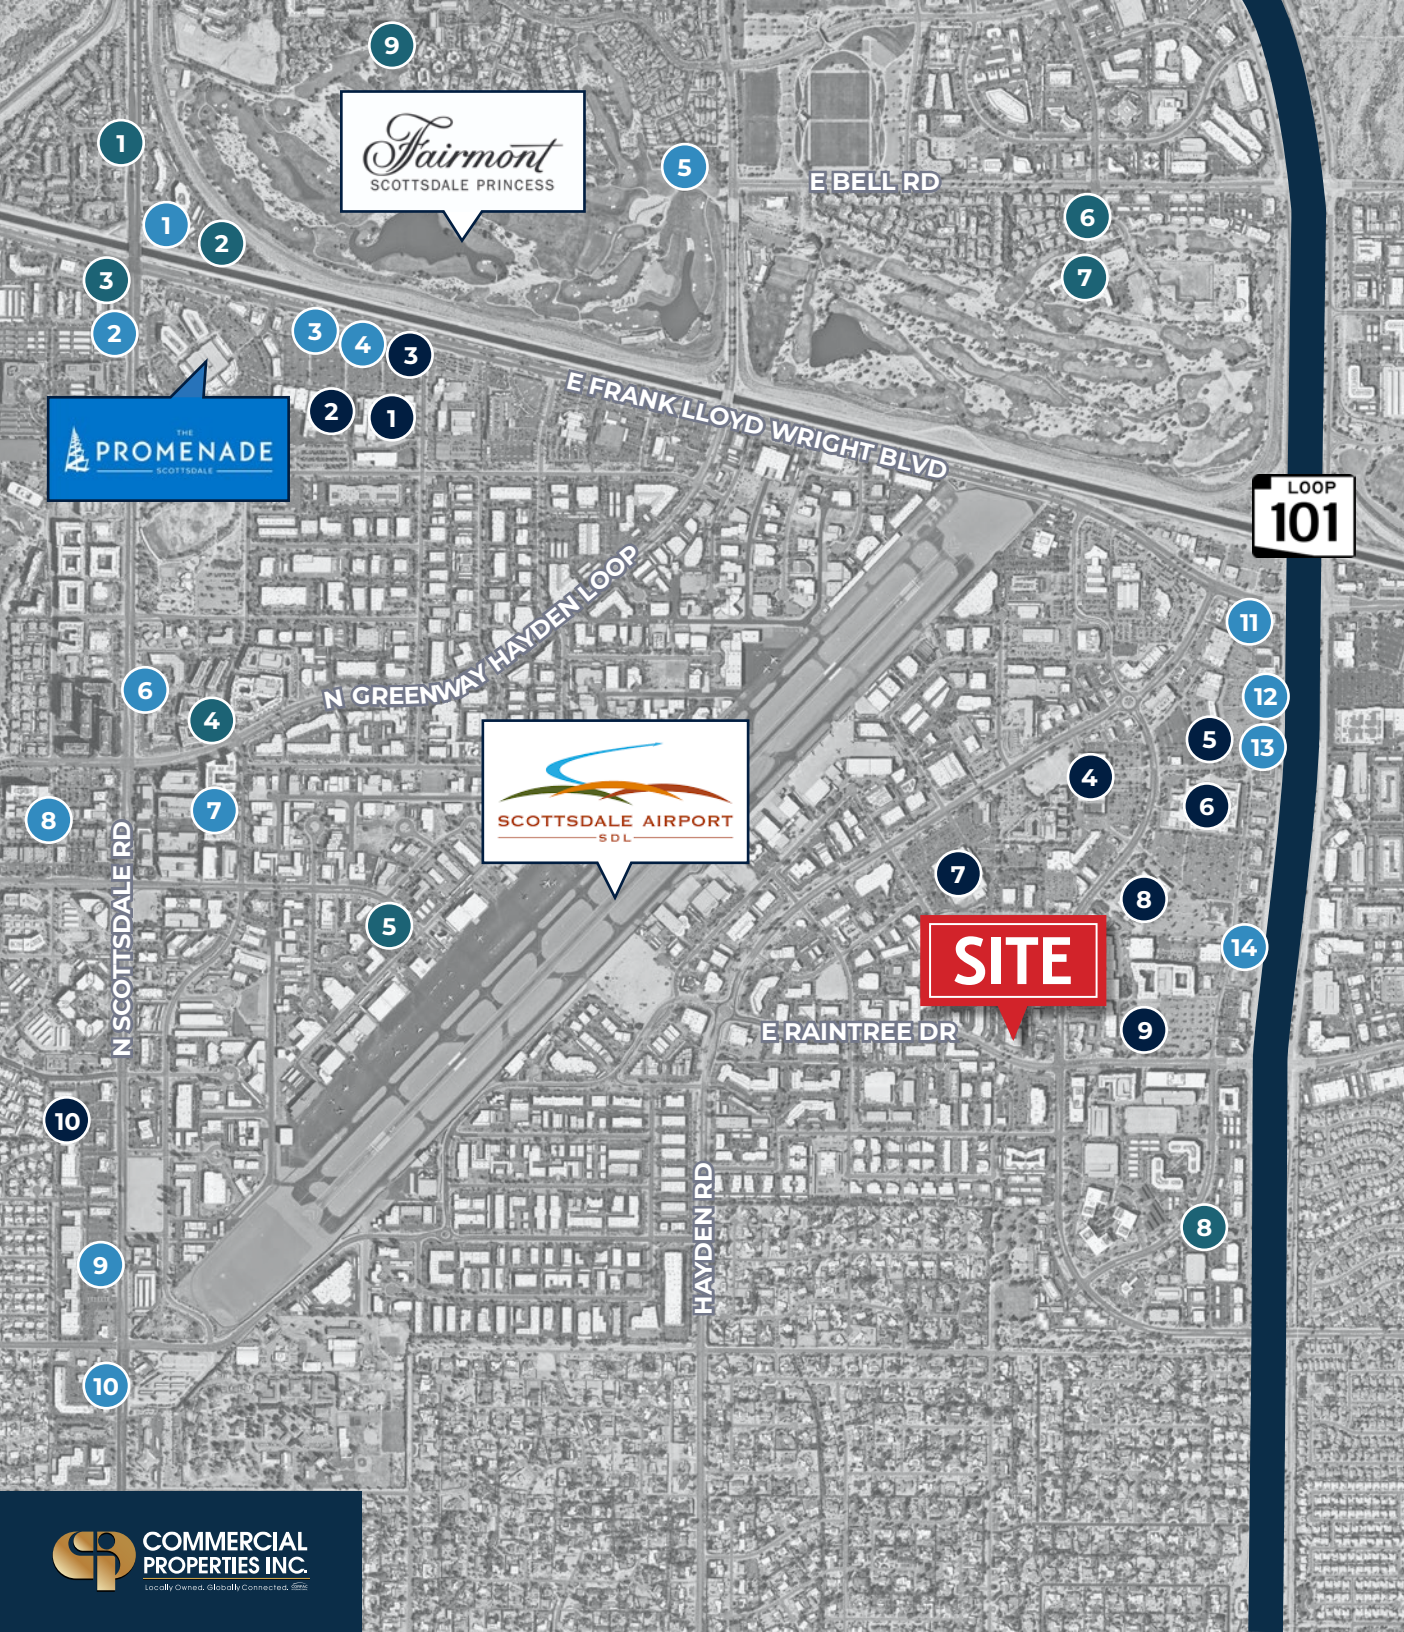 9
1
Fairmont
SCOTTSDALE PRINCESS
5
E BELL RD
1
2
6
7
3
2
3
4
3
2
1
E FRANK LLOYD WRIGHT BLVD
THE
PROMENADE
SCOTTSDALE
LOOP
101
N GREENWAY HAYDEN LOOP
11
6
4
12
5
13
4
6
7
8
SCOTTSDALE AIRPORT
SDL
N SCOTTSDALE RD
7
8
5
14
SITE
E RAINTREE DR
9
10
HAYDEN RD
8
9
10
COMMERCIAL
PROPERTIES INC.
Locally Owned. Globally Connected.